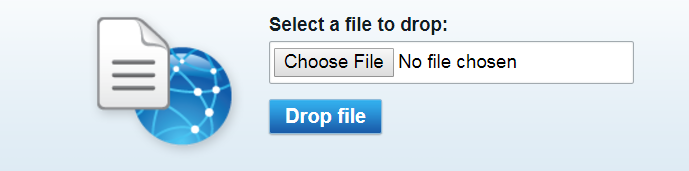 Select a file to drop:
Choose File No file chosen
Drop file